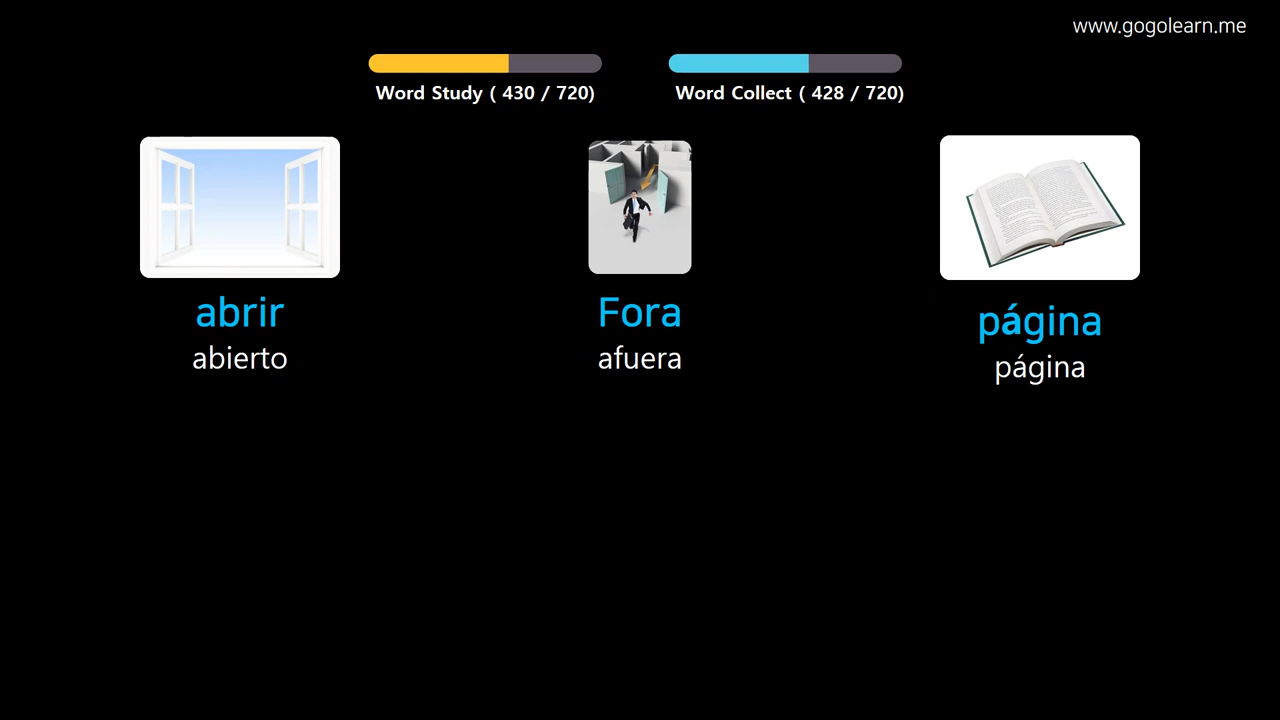 www.gogolearn.me
Word Study ( 430 / 720)
Word Collect ( 428 / 720)
abrir
abierto
Fora
afuera
página
página